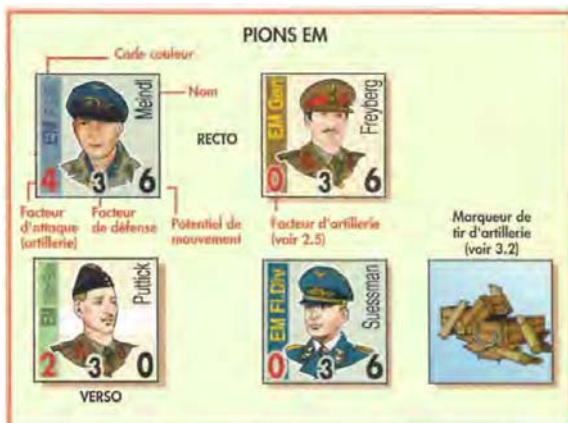 PIONS EM
Code couleur
EM
Meindl
4 3 6
Nom
RECTO
EM Gen
Freyberg
0 3 6
Facteur d'attaque (artillerie)
Facteur de défense
Potentiel de mouvement
Facteur d'artillerie (voir 2.5)
Marqueur de tir d'artillerie (voir 3.2)
EM
Puttick
2 3 0
VERSO
EM Fl.Div
Suessman
0 3 6